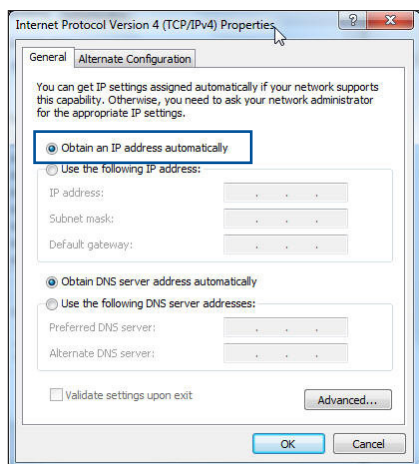 Internet Protocol Version 4 (TCP/IPv4) Properties
General
Alternate Configuration
You can get IP settings assigned automatically if your network supports
this capability. Otherwise, you need to ask your network administrator
for the appropriate IP settings.
Obtain an IP address automatically
Use the following IP address:
IP address:
Subnet mask:
Default gateway:
Obtain DNS server address automatically
Use the following DNS server addresses:
Preferred DNS server:
Alternate DNS server:
Validate settings upon exit
Advanced...
OK
Cancel